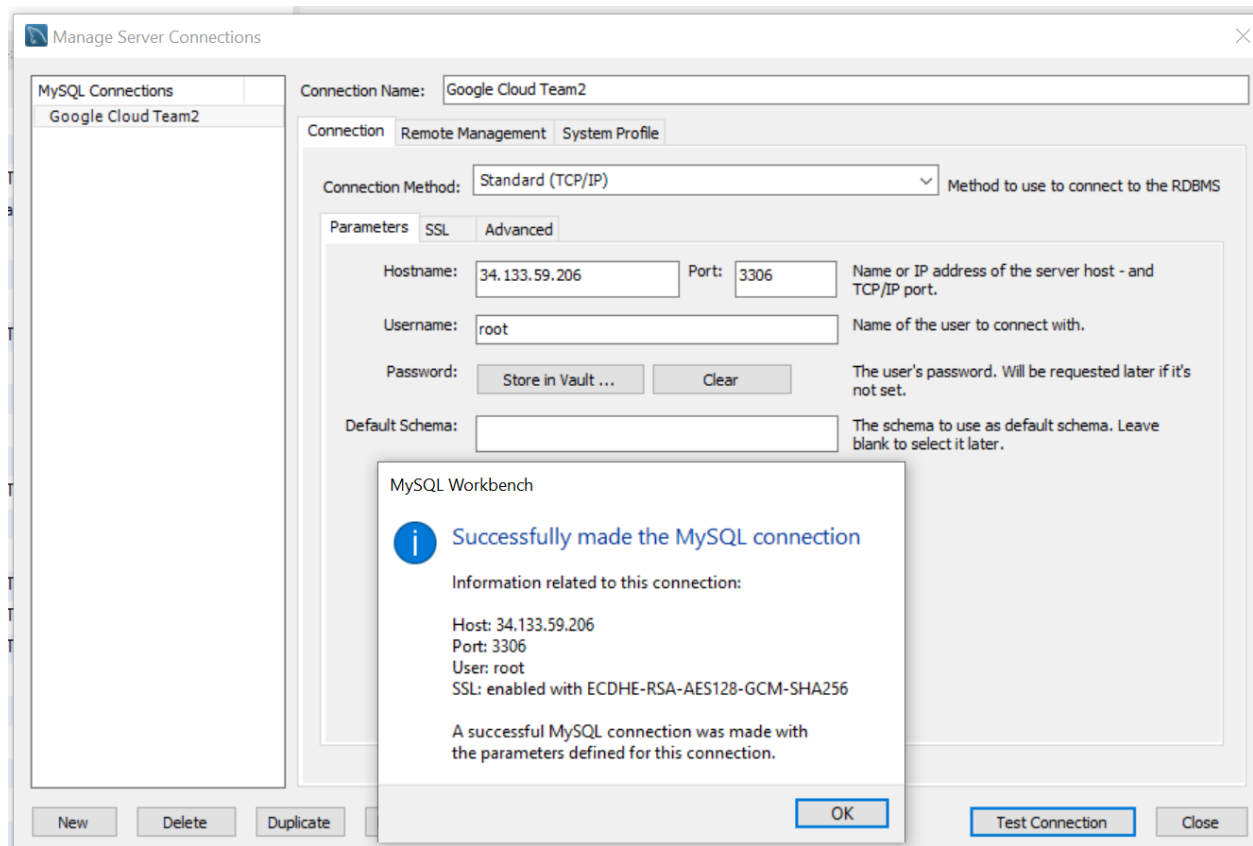 Manage Server Connections
MySQL Connections
Google Cloud Team2
Connection Name: Google Cloud Team2
Connection Remote Management System Profile
Connection Method: Standard (TCP/IP) Method to use to connect to the RDBMS
Parameters SSL Advanced
Hostname: 34.133.59.206 Port: 3306 Name or IP address of the server host - and
TCP/IP port.
Username: root Name of the user to connect with.
Password: Store in Vault ... Clear The user's password. Will be requested later if it's
not set.
Default Schema: The schema to use as default schema. Leave
blank to select it later.
MySQL Workbench
Successfully made the MySQL connection
Information related to this connection:
Host: 34.133.59.206
Port: 3306
User: root
SSL: enabled with ECDHE-RSA-AES128-GCM-SHA256
A successful MySQL connection was made with
the parameters defined for this connection.
OK
New Delete Duplicate Test Connection Close